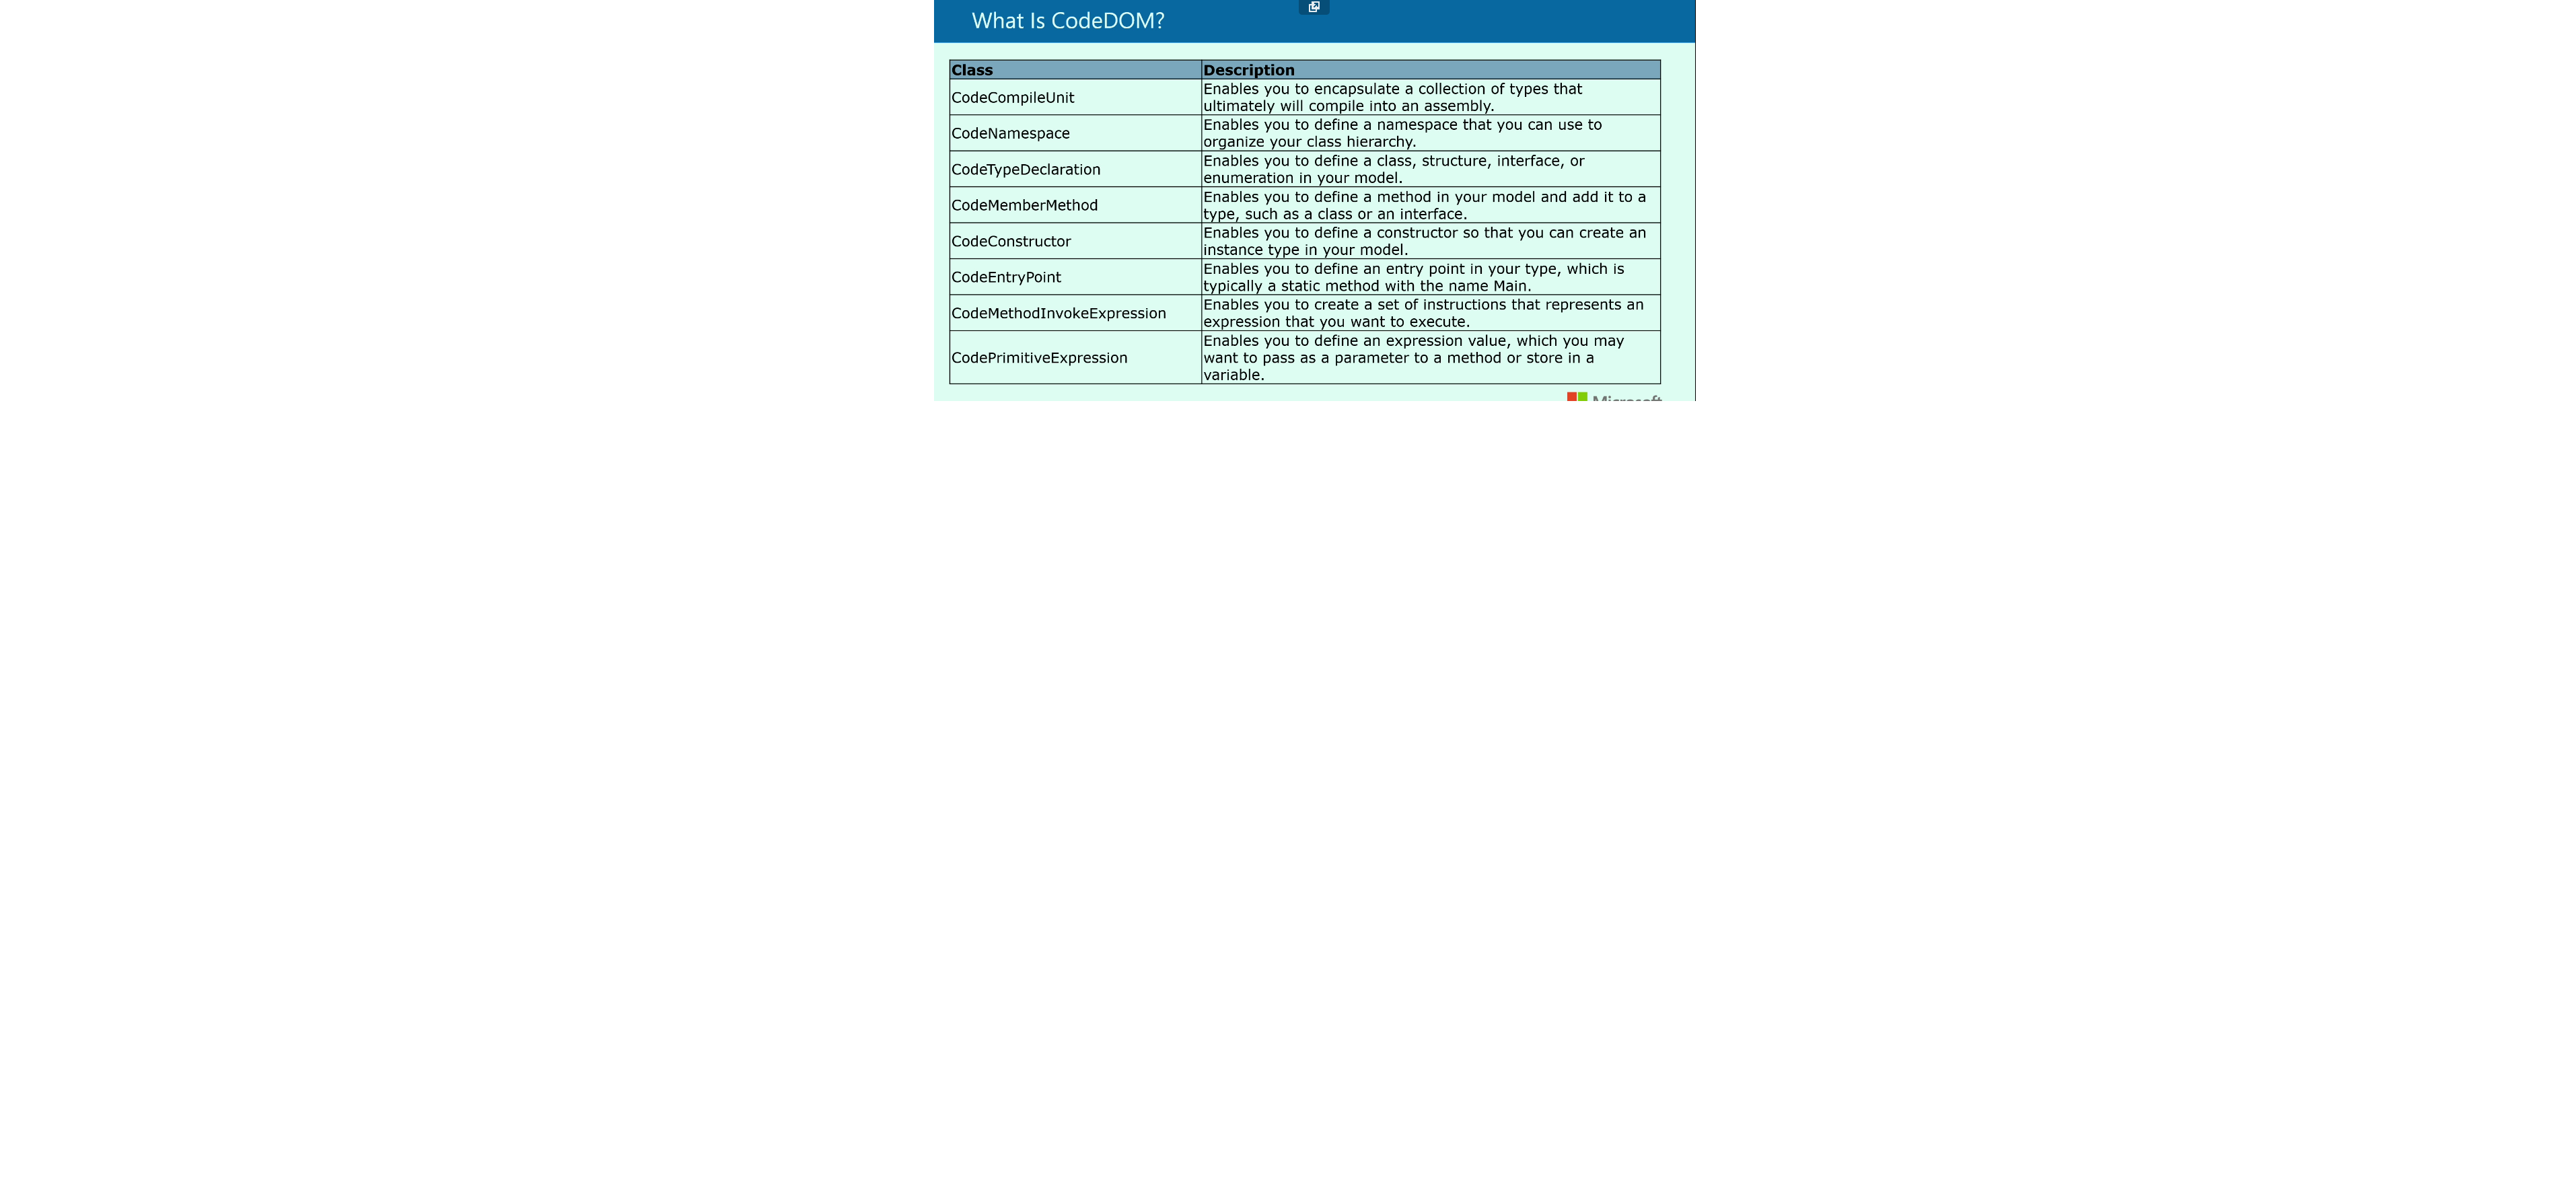 What Is CodeDOM?
Class Description
CodeCompileUnit
Enables you to encapsulate a collection of types that
ultimately will compile into an assembly.
CodeNamespace
Enables you to define a namespace that you can use to
organize your class hierarchy.
CodeTypeDeclaration
Enables you to define a class, structure, interface, or
enumeration in your model.
CodeMemberMethod
Enables you to define a method in your model and add it to a
type, such as a class or an interface.
CodeConstructor
Enables you to define a constructor so that you can create an
instance type in your model.
CodeEntryPoint
Enables you to define an entry point in your type, which is
typically a static method with the name Main.
CodeMethodInvokeExpression
Enables you to create a set of instructions that represents an
expression that you want to execute.
CodePrimitiveExpression
Enables you to define an expression value, which you may
want to pass as a parameter to a method or store in a
variable.
Microsoft